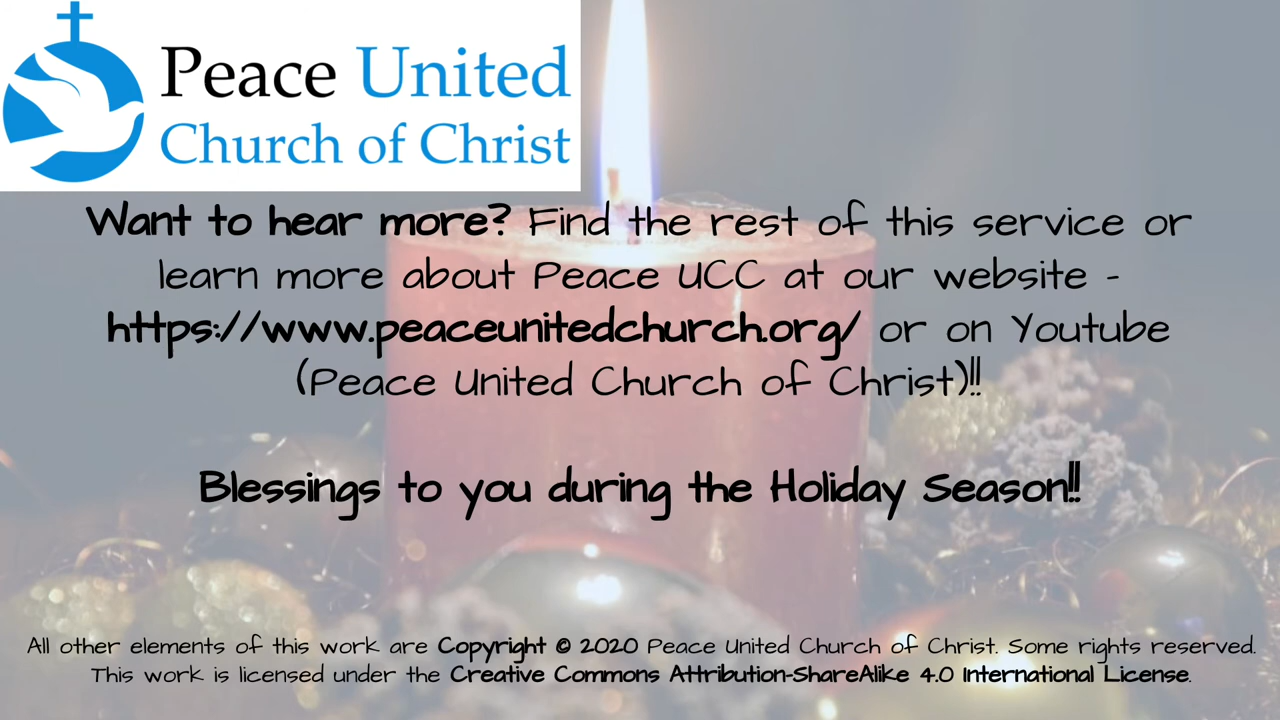 Peace United
Church of Christ
Want to hear more? Find the rest of this service or
learn more about Peace UCC at our website -
https://www.peaceunitedchurch.org/ or on Youtube
(Peace United Church of Christ)!!
Blessings to you during the Holiday Season!!
All other elements of this work are Copyright © 2020 Peace United Church of Christ. Some rights reserved.
This work is licensed under the Creative Commons Attribution-ShareAlike 4.0 International License.